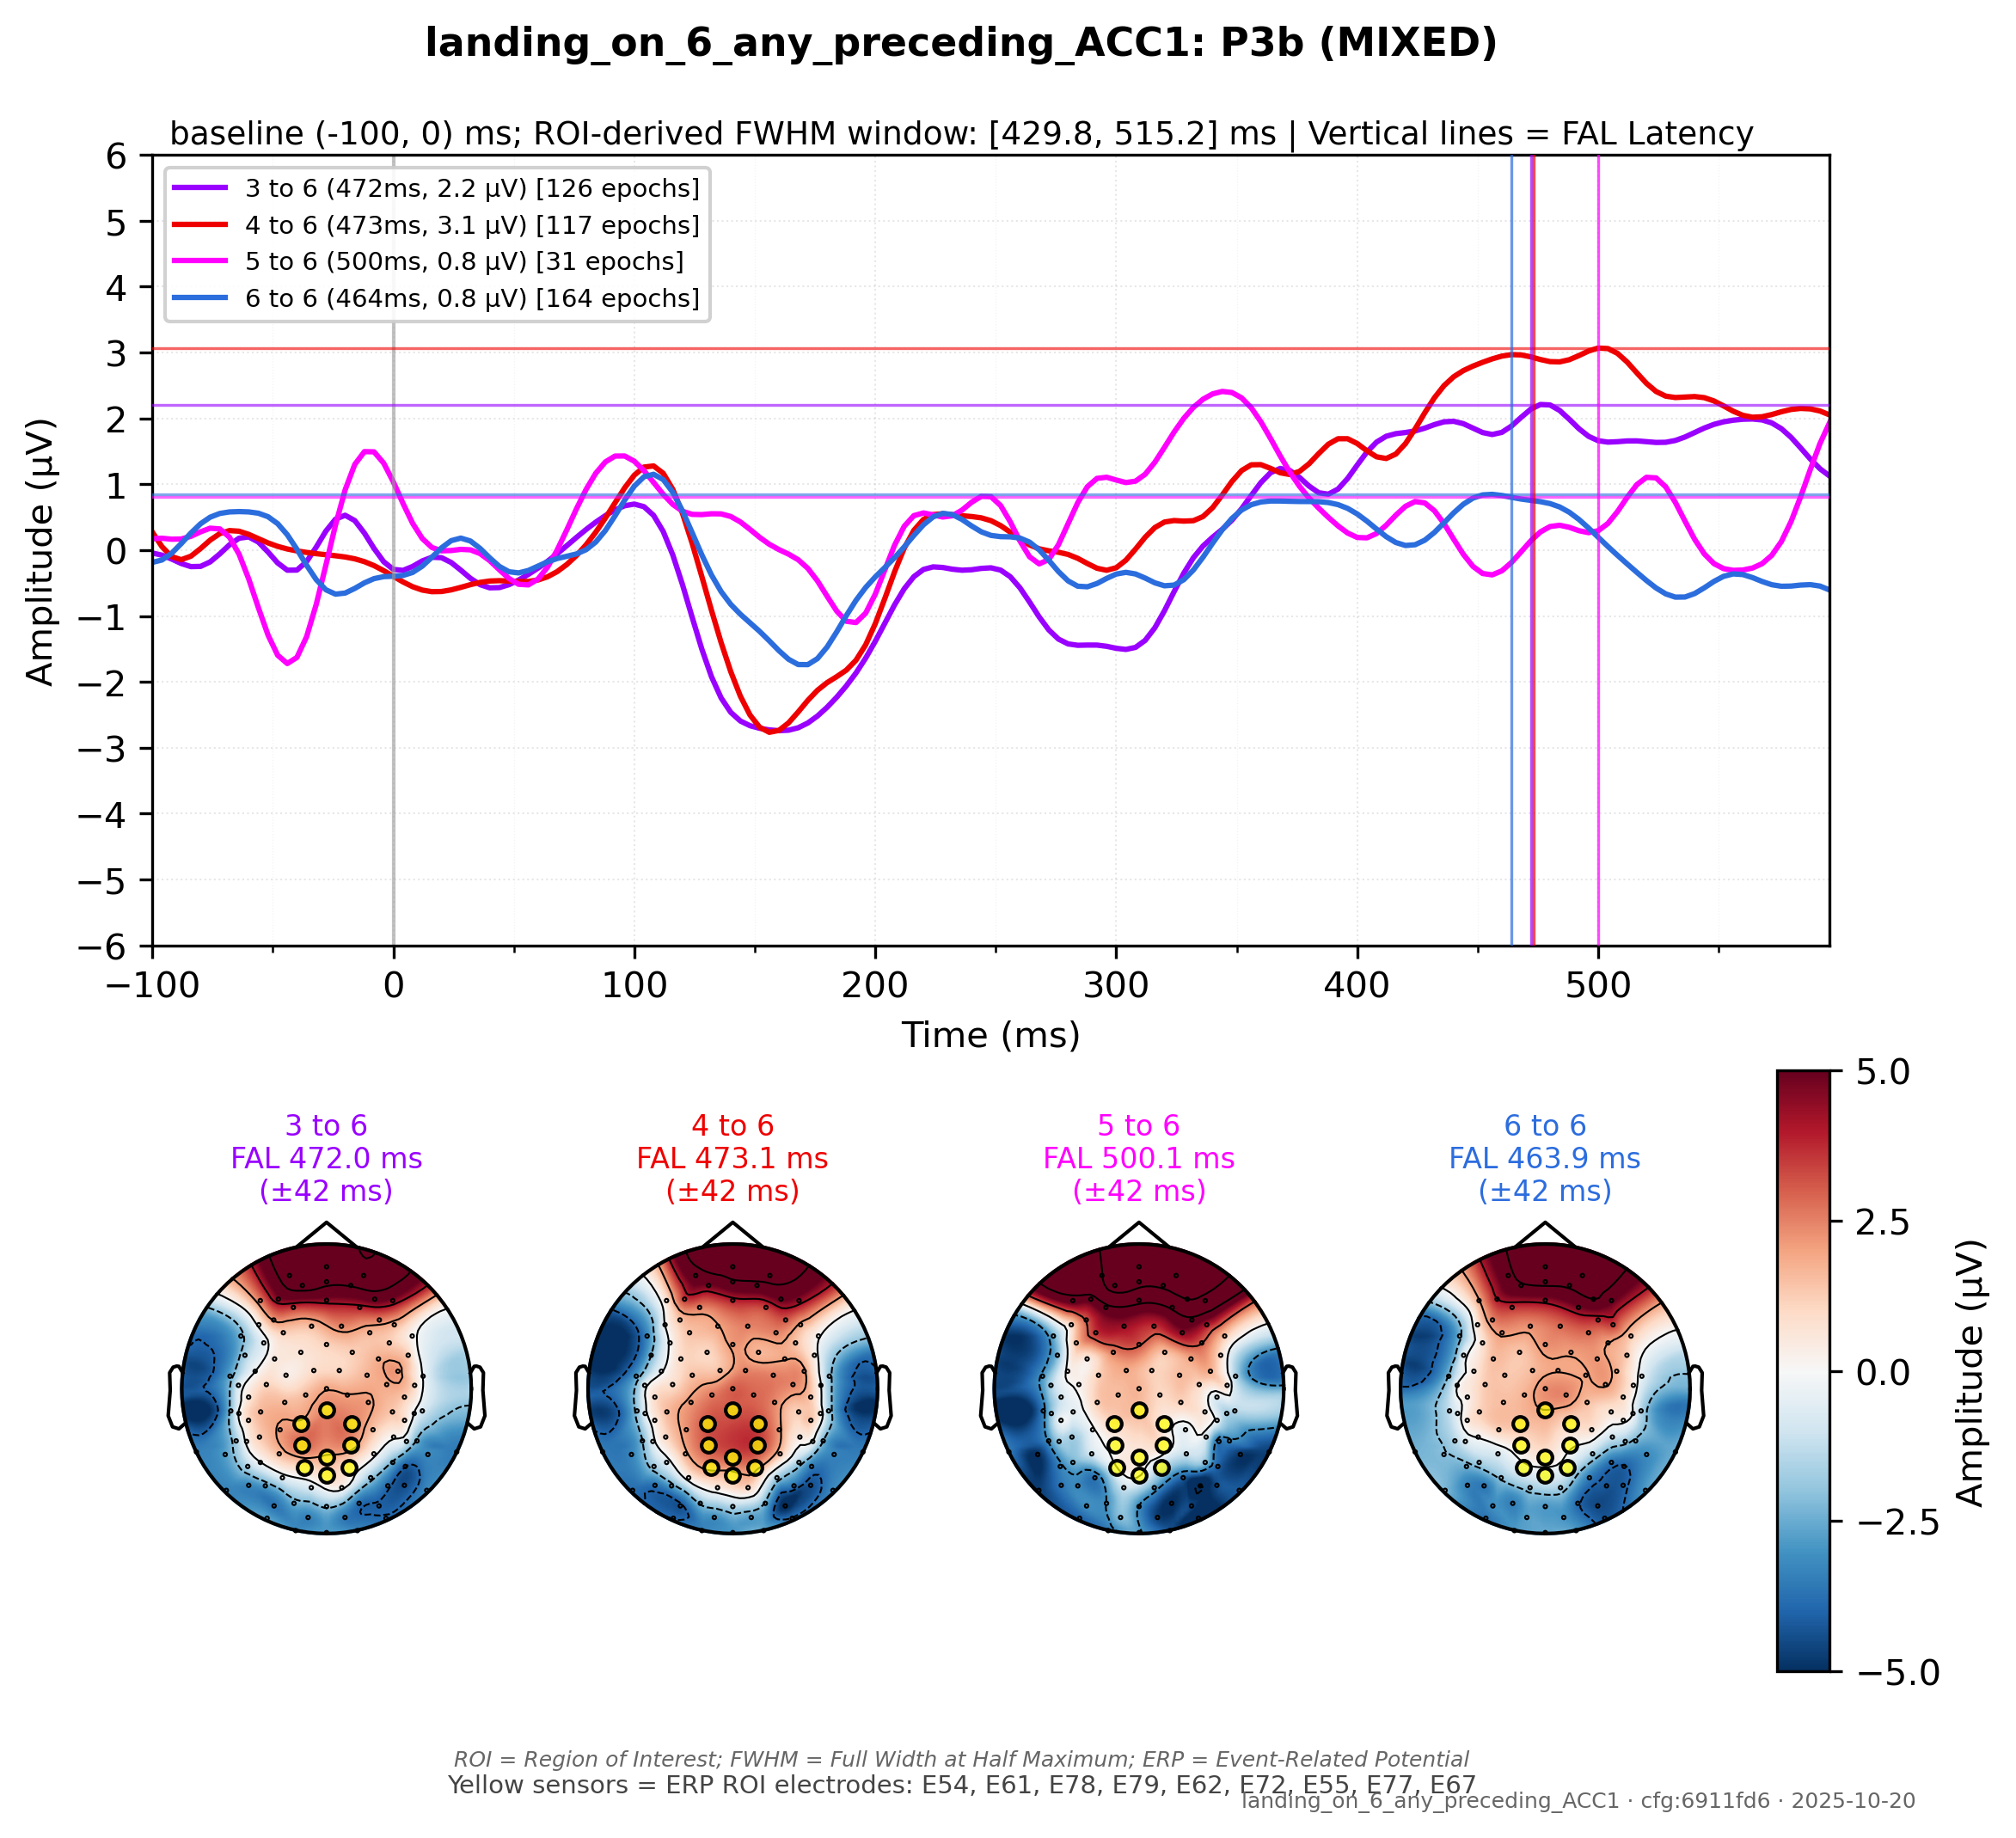 landing_on_6_any_preceding_ACC1: P3b (MIXED)
baseline (-100, 0) ms; ROI-derived FWHM window: [429.8, 515.2] ms | Vertical lines = FAL Latency
3 to 6 (472ms, 2.2 µV) [126 epochs]
4 to 6 (473ms, 3.1 µV) [117 epochs]
5 to 6 (500ms, 0.8 µV) [31 epochs]
6 to 6 (464ms, 0.8 µV) [164 epochs]
Amplitude (µV)
6
5
4
3
2
1
0
−1
−2
−3
−4
−5
−6
−100 0 100 200 300 400 500
Time (ms)
3 to 6
FAL 472.0 ms
(±42 ms)
4 to 6
FAL 473.1 ms
(±42 ms)
5 to 6
FAL 500.1 ms
(±42 ms)
6 to 6
FAL 463.9 ms
(±42 ms)
5.0
2.5
0.0
−2.5
−5.0
Amplitude (µV)
ROI = Region of Interest; FWHM = Full Width at Half Maximum; ERP = Event-Related Potential
Yellow sensors = ERP ROI electrodes: E54, E61, E78, E79, E62, E72, E55, E77, E67
landing_on_6_any_preceding_ACC1 · cfg:6911fd6 · 2025-10-20